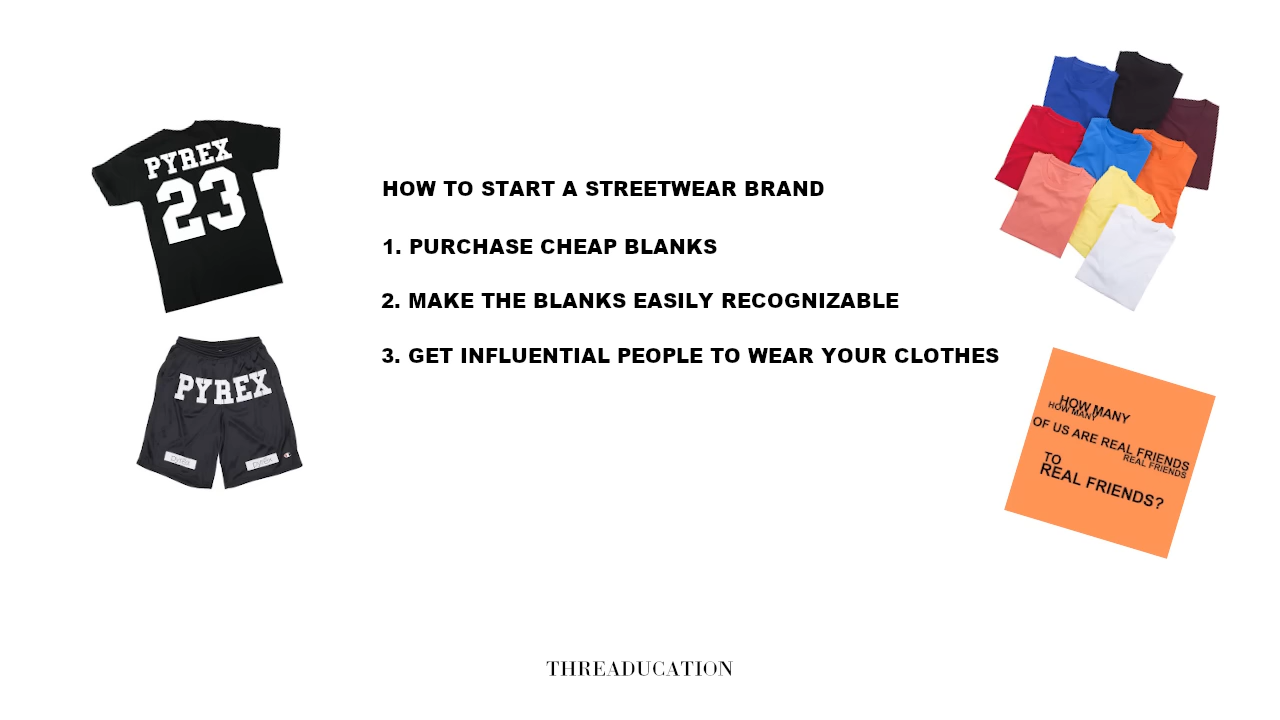 PYREX
23
PYREX
pyrex
pyrex
HOW TO START A STREETWEAR BRAND
1. PURCHASE CHEAP BLANKS
2. MAKE THE BLANKS EASILY RECOGNIZABLE
3. GET INFLUENTIAL PEOPLE TO WEAR YOUR CLOTHES
HOW MANY
HOW MANY
OF US ARE REAL FRIENDS
REAL FRIENDS
TO
REAL FRIENDS?
THREADUCATION